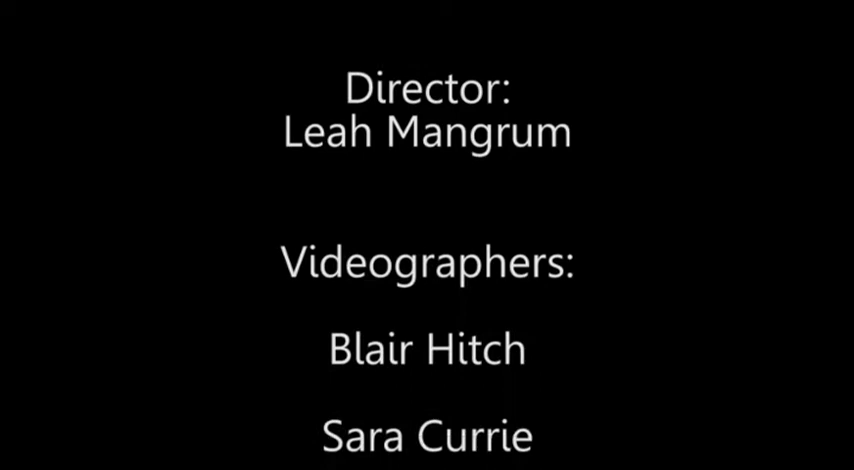 Director:
Leah Mangrum
Videographers:
Blair Hitch
Sara Currie